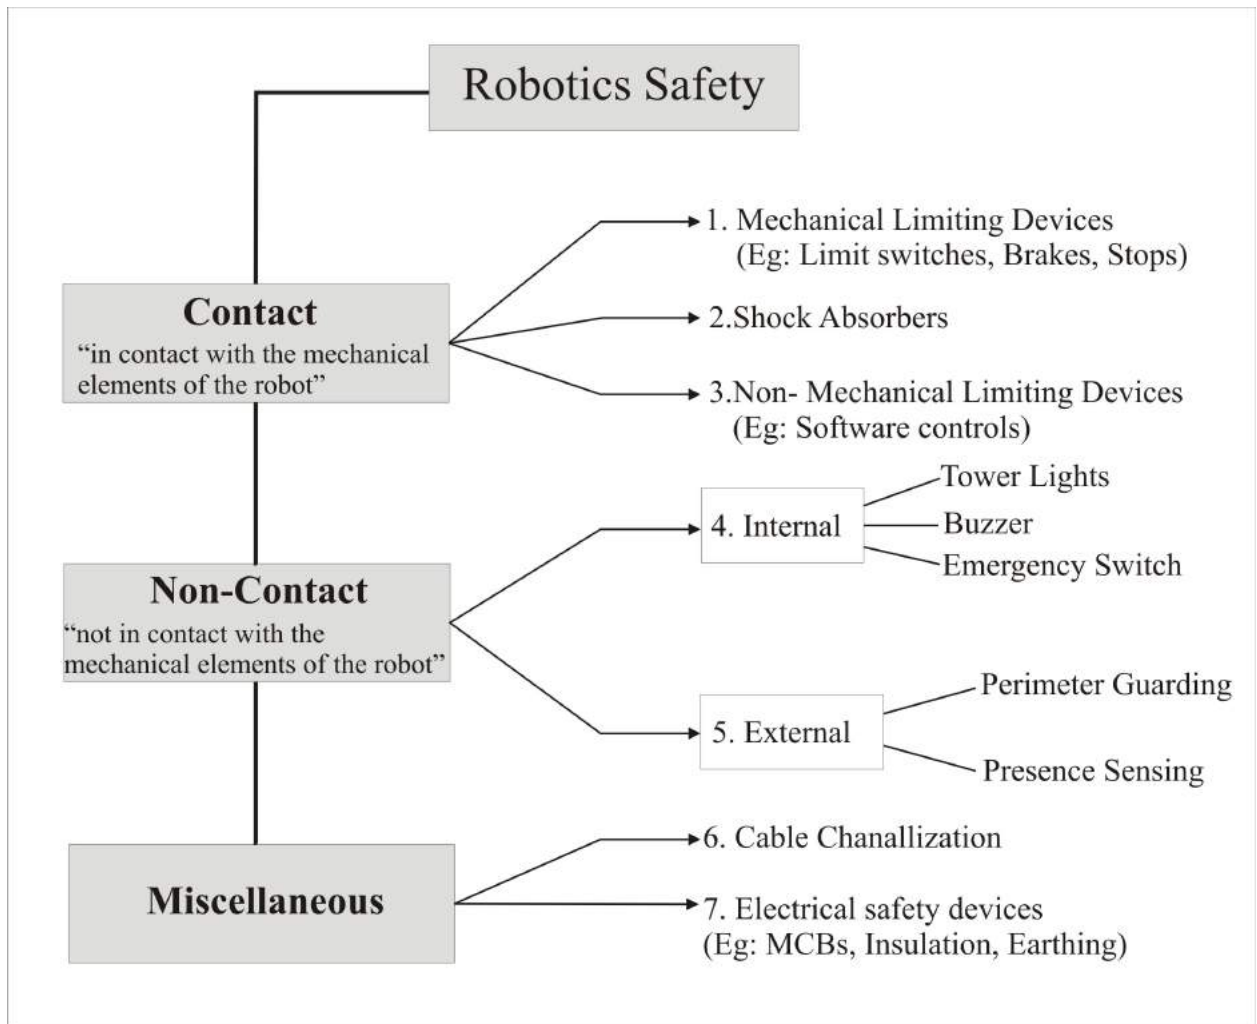 Robotics Safety
Contact
“in contact with the mechanical
elements of the robot”
1. Mechanical Limiting Devices
(Eg: Limit switches, Brakes, Stops)
2.Shock Absorbers
3.Non- Mechanical Limiting Devices
(Eg: Software controls)
Non-Contact
“not in contact with the
mechanical elements of the robot”
4. Internal
Tower Lights
Buzzer
Emergency Switch
5. External
Perimeter Guarding
Presence Sensing
Miscellaneous
6. Cable Chanallization
7. Electrical safety devices
(Eg: MCBs, Insulation, Earthing)